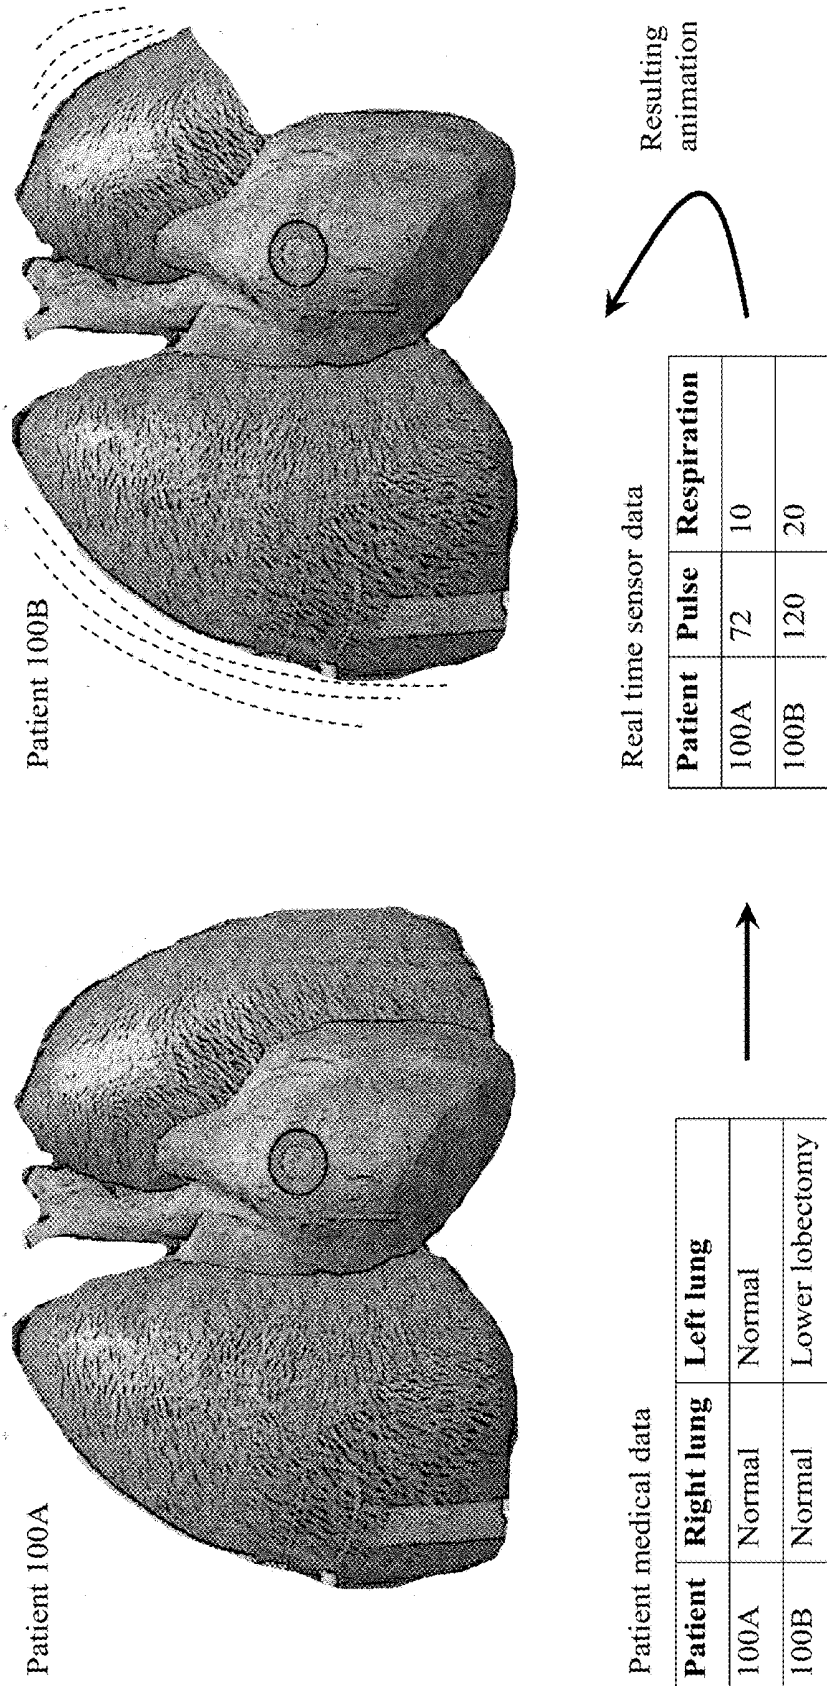 Patient 100A
Patient 100B
Patient medical data
Patient Right lung Left lung
100A Normal Normal
100B Normal Lower lobectomy
Real time sensor data
Patient Pulse Respiration
100A 72 10
100B 120 20
Resulting
animation